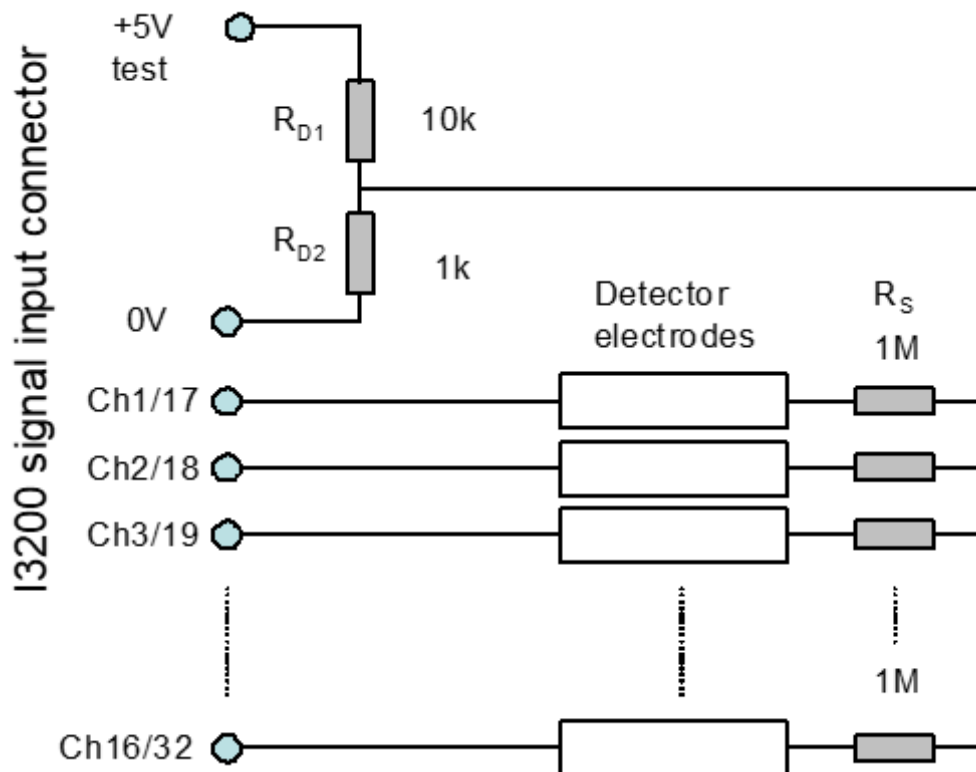 I3200 signal input connector
+5V
test
RD1
10k
RD2
1k
0V
Detector
electrodes
RS
1M
Ch1/17
Ch2/18
Ch3/19
1M
Ch16/32